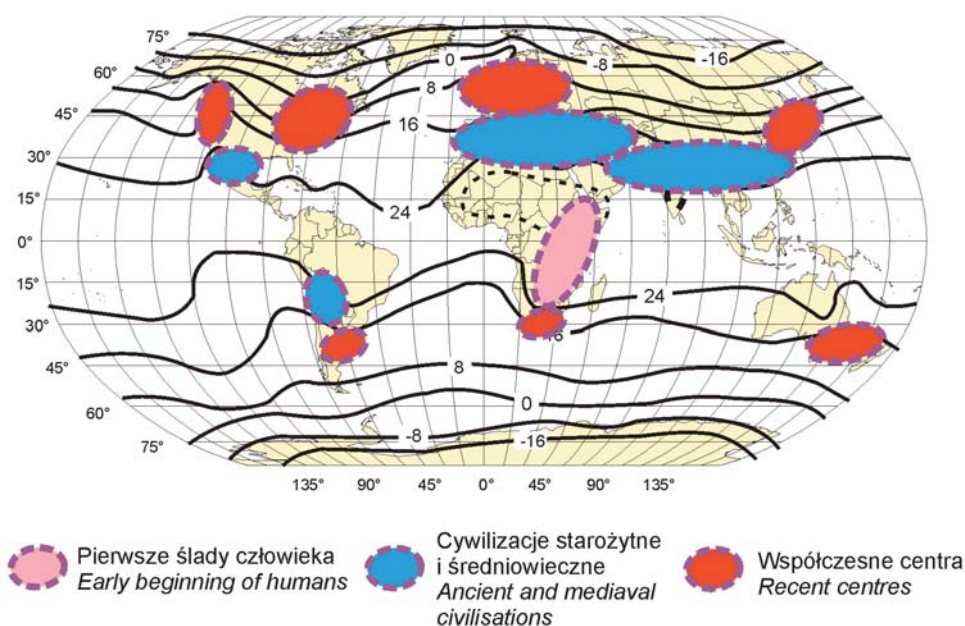 75°
60°
45°
30°
15°
0°
15°
30°
45°
60°
75°
0
-8
-16
8
16
24
24
16
8
0
-8
-16
135° 90° 45° 0° 45° 90° 135°
Pierwsze ślady człowieka
Early beginning of humans
Cywilizacje starożytne
i średniowieczne
Ancient and mediaval
civilisations
Współczesne centra
Recent centres